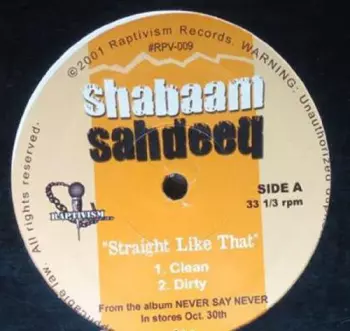 ©2001 Raptivism Records. WARNING: Unauthorized
#RPV-009
shabaam
sahdeeq
SIDE A
33 1/3 rpm
RAPTIVISM
"Straight Like That"
1. Clean
2. Dirty
From the album NEVER SAY NEVER
In stores Oct. 30th
law. All rights reserved.